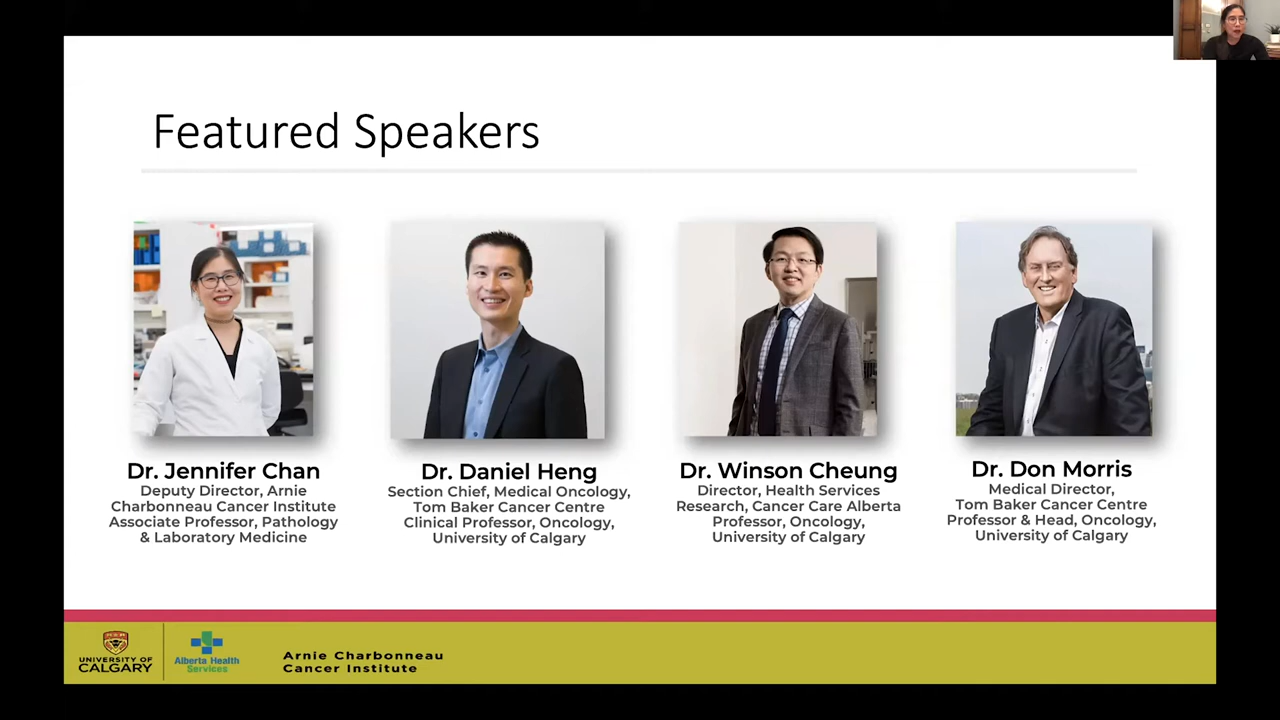 Featured Speakers
Dr. Jennifer Chan
Deputy Director, Arnie
Charbonneau Cancer Institute
Associate Professor, Pathology
& Laboratory Medicine
Dr. Daniel Heng
Section Chief, Medical Oncology,
Tom Baker Cancer Centre
Clinical Professor, Oncology,
University of Calgary
Dr. Winson Cheung
Director, Health Services
Research, Cancer Care Alberta
Professor, Oncology,
University of Calgary
Dr. Don Morris
Medical Director,
Tom Baker Cancer Centre
Professor & Head, Oncology,
University of Calgary
UNIVERSITY OF
CALGARY
Alberta Health
Services
Arnie Charbonneau
Cancer Institute